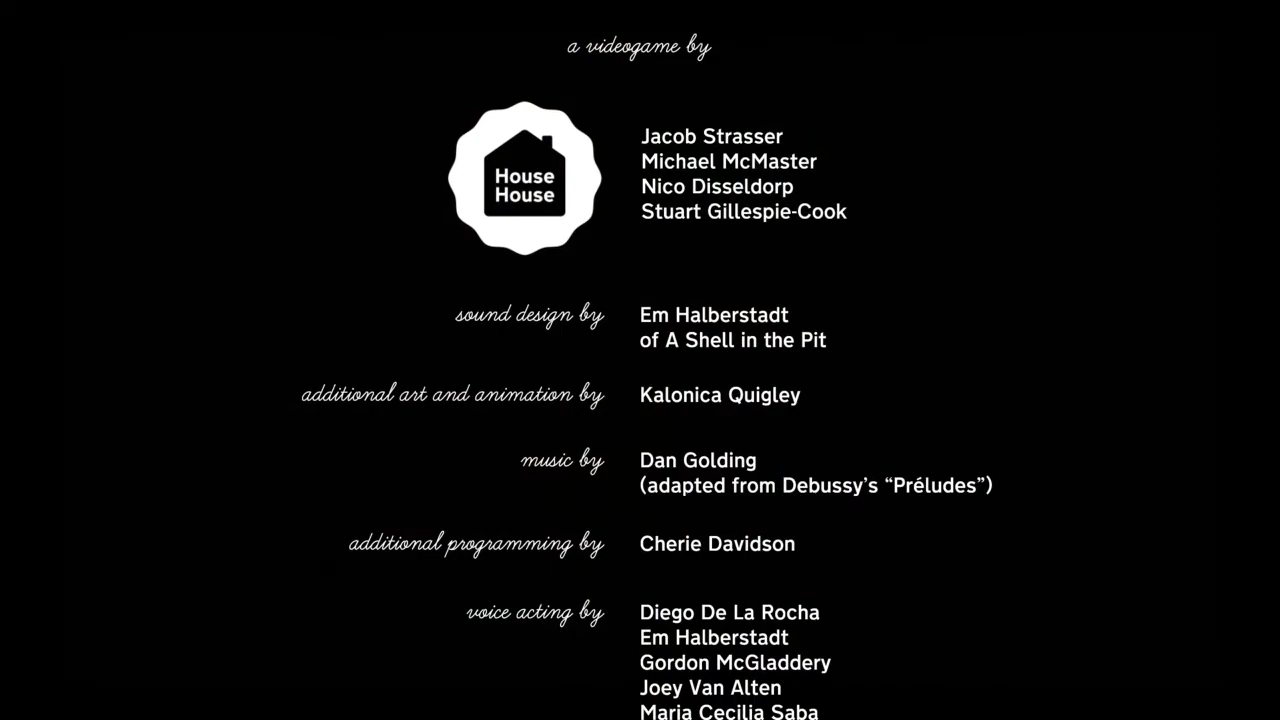 a videogame by
House
House
Jacob Strasser
Michael McMaster
Nico Disseldorp
Stuart Gillespie-Cook
sound design by
Em Halberstadt
of A Shell in the Pit
additional art and animation by
Kalonica Quigley
music by
Dan Golding
(adapted from Debussy’s “Préludes”)
additional programming by
Cherie Davidson
voice acting by
Diego De La Rocha
Em Halberstadt
Gordon McGladdery
Joey Van Alten
Maria Cecilia Saba